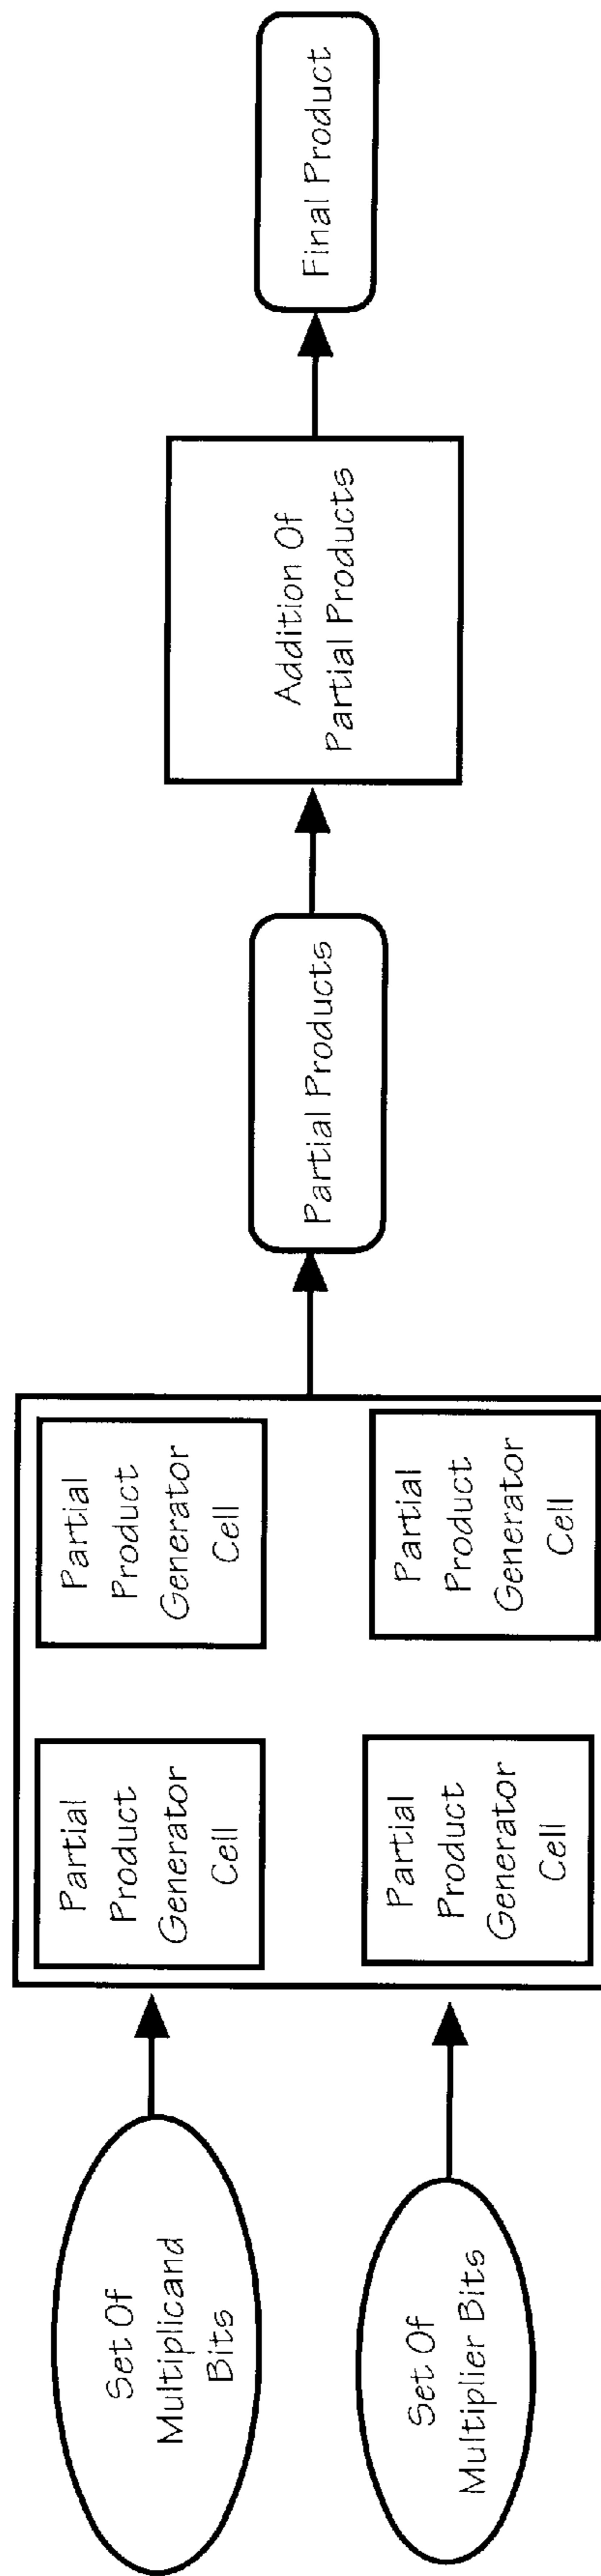 Set Of
Multiplicand
Bits
Set Of
Multiplier Bits
Partial
Product
Generator
Cell
Partial
Product
Generator
Cell
Partial
Product
Generator
Cell
Partial
Product
Generator
Cell
Partial Products
Addition Of
Partial Products
Final Product